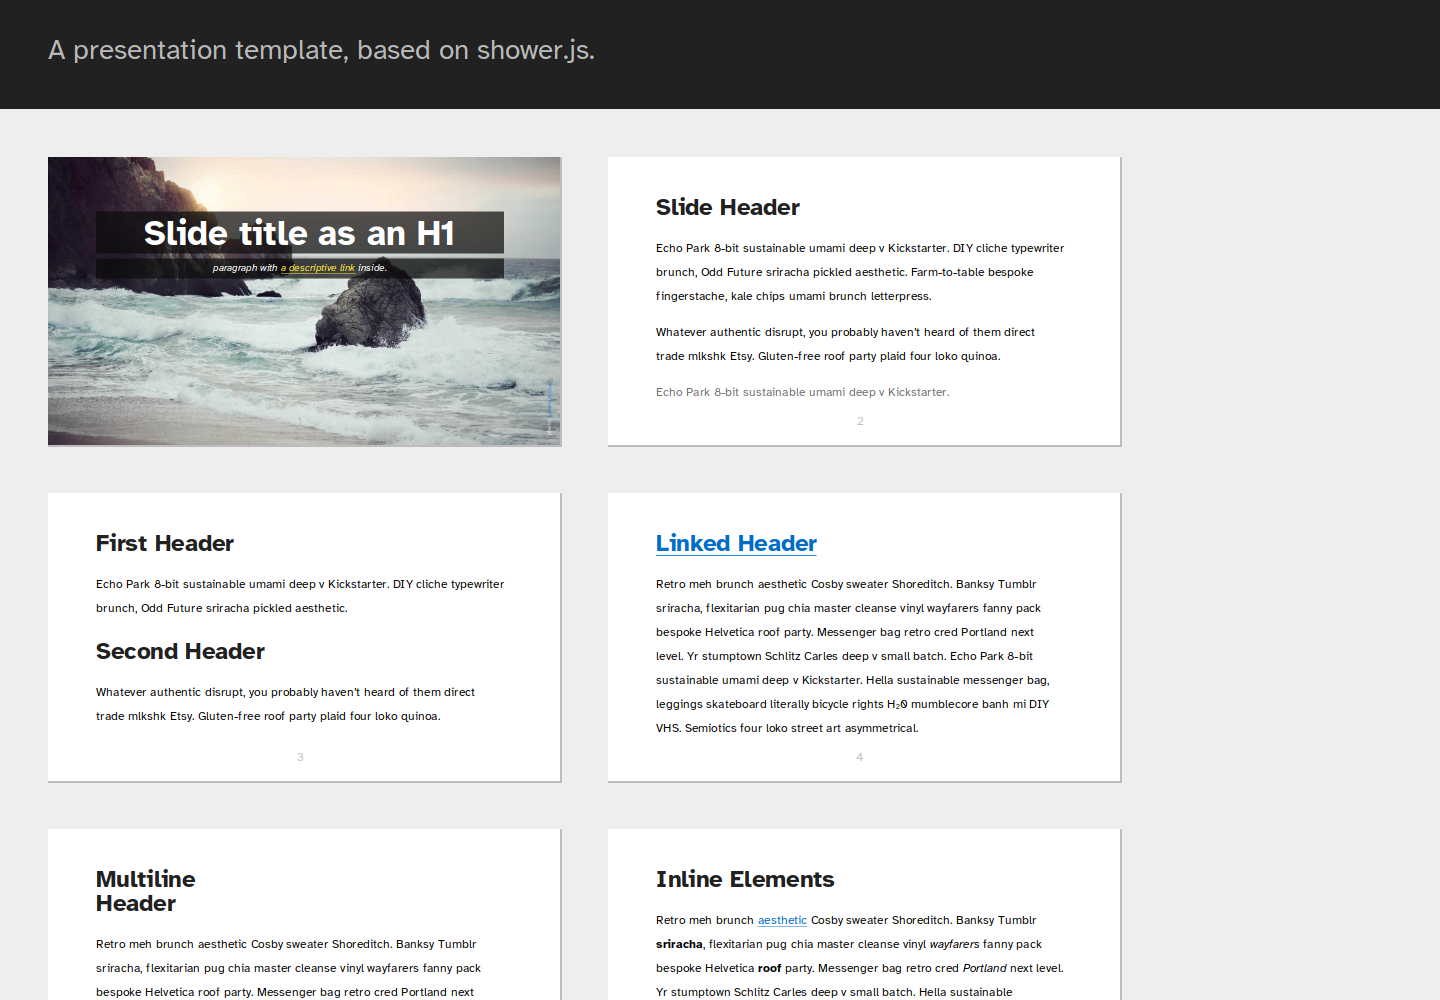 A presentation template, based on shower.js.
Slide title as an H1
paragraph with a descriptive link inside.
Slide Header
Echo Park 8-bit sustainable umami deep v Kickstarter. DIY cliche typewriter
brunch, Odd Future sriracha pickled aesthetic. Farm-to-table bespoke
fingerstache, kale chips umami brunch letterpress.
Whatever authentic disrupt, you probably haven't heard of them direct
trade mlkshk Etsy. Gluten-free roof party plaid four loko quinoa.
Echo Park 8-bit sustainable umami deep v Kickstarter.
2
First Header
Echo Park 8-bit sustainable umami deep v Kickstarter. DIY cliche typewriter
brunch, Odd Future sriracha pickled aesthetic.
Second Header
Whatever authentic disrupt, you probably haven't heard of them direct
trade mlkshk Etsy. Gluten-free roof party plaid four loko quinoa.
3
Linked Header
Retro meh brunch aesthetic Cosby sweater Shoreditch. Banksy Tumblr
sriracha, flexitarian pug chia master cleanse vinyl wayfarers fanny pack
bespoke Helvetica roof party. Messenger bag retro cred Portland next
level. Yr stumptown Schlitz Carles deep v small batch. Echo Park 8-bit
sustainable umami deep v Kickstarter. Hella sustainable messenger bag,
leggings skateboard literally bicycle rights H₂0 mumblecore banh mi DIY
VHS. Semiotics four loko street art asymmetrical.
4
Multiline
Header
Retro meh brunch aesthetic Cosby sweater Shoreditch. Banksy Tumblr
sriracha, flexitarian pug chia master cleanse vinyl wayfarers fanny pack
bespoke Helvetica roof party. Messenger bag retro cred Portland next
Inline Elements
Retro meh brunch aesthetic Cosby sweater Shoreditch. Banksy Tumblr
sriracha, flexitarian pug chia master cleanse vinyl wayfarers fanny pack
bespoke Helvetica roof party. Messenger bag retro cred Portland next level.
Yr stumptown Schlitz Carles deep v small batch. Hella sustainable